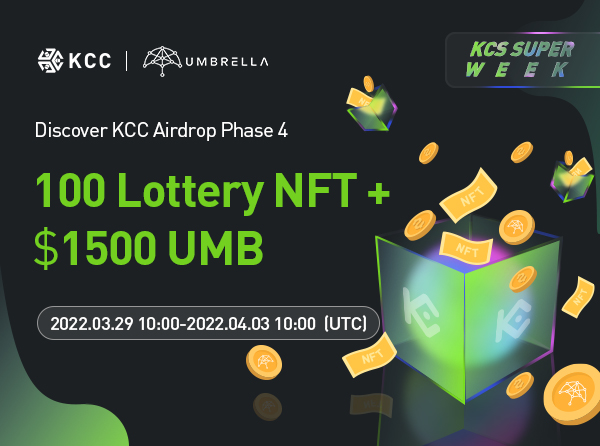 KCC
UMBRELLA
KCS SUPER
WEEK
Discover KCC Airdrop Phase 4
100 Lottery NFT +
$1500 UMB
2022.03.29 10:00-2022.04.03 10:00 (UTC)
NFT
NFT
NFT
NFT